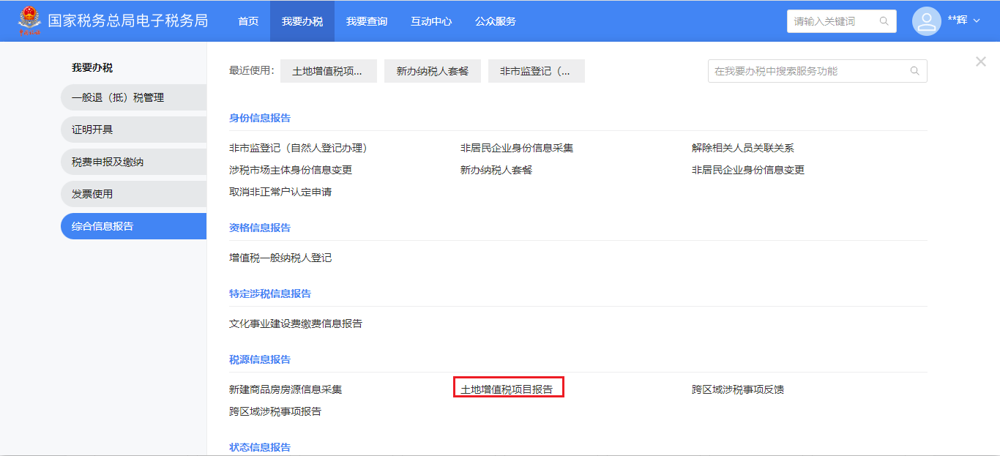 国家税务总局电子税务局 首页 我要办税 我要查询 互动中心 公众服务 请输入关键词 **辉
我要办税
一般退（抵）税管理
证明开具
税费申报及缴纳
发票使用
综合信息报告
最近使用： 土地增值税项... 新办纳税人套餐 非市监登记（... 在我要办税中搜索服务功能
身份信息报告
非市监登记（自然人登记办理） 非居民企业身份信息采集 解除相关人员关联关系
涉税市场主体身份信息变更 新办纳税人套餐 非居民企业身份信息变更
取消非正常户认定申请
资格信息报告
增值税一般纳税人登记
特定涉税信息报告
文化事业建设费缴费信息报告
税源信息报告
新建商品房房源信息采集 土地增值税项目报告 跨区域涉税事项反馈
跨区域涉税事项报告
状态信息报告